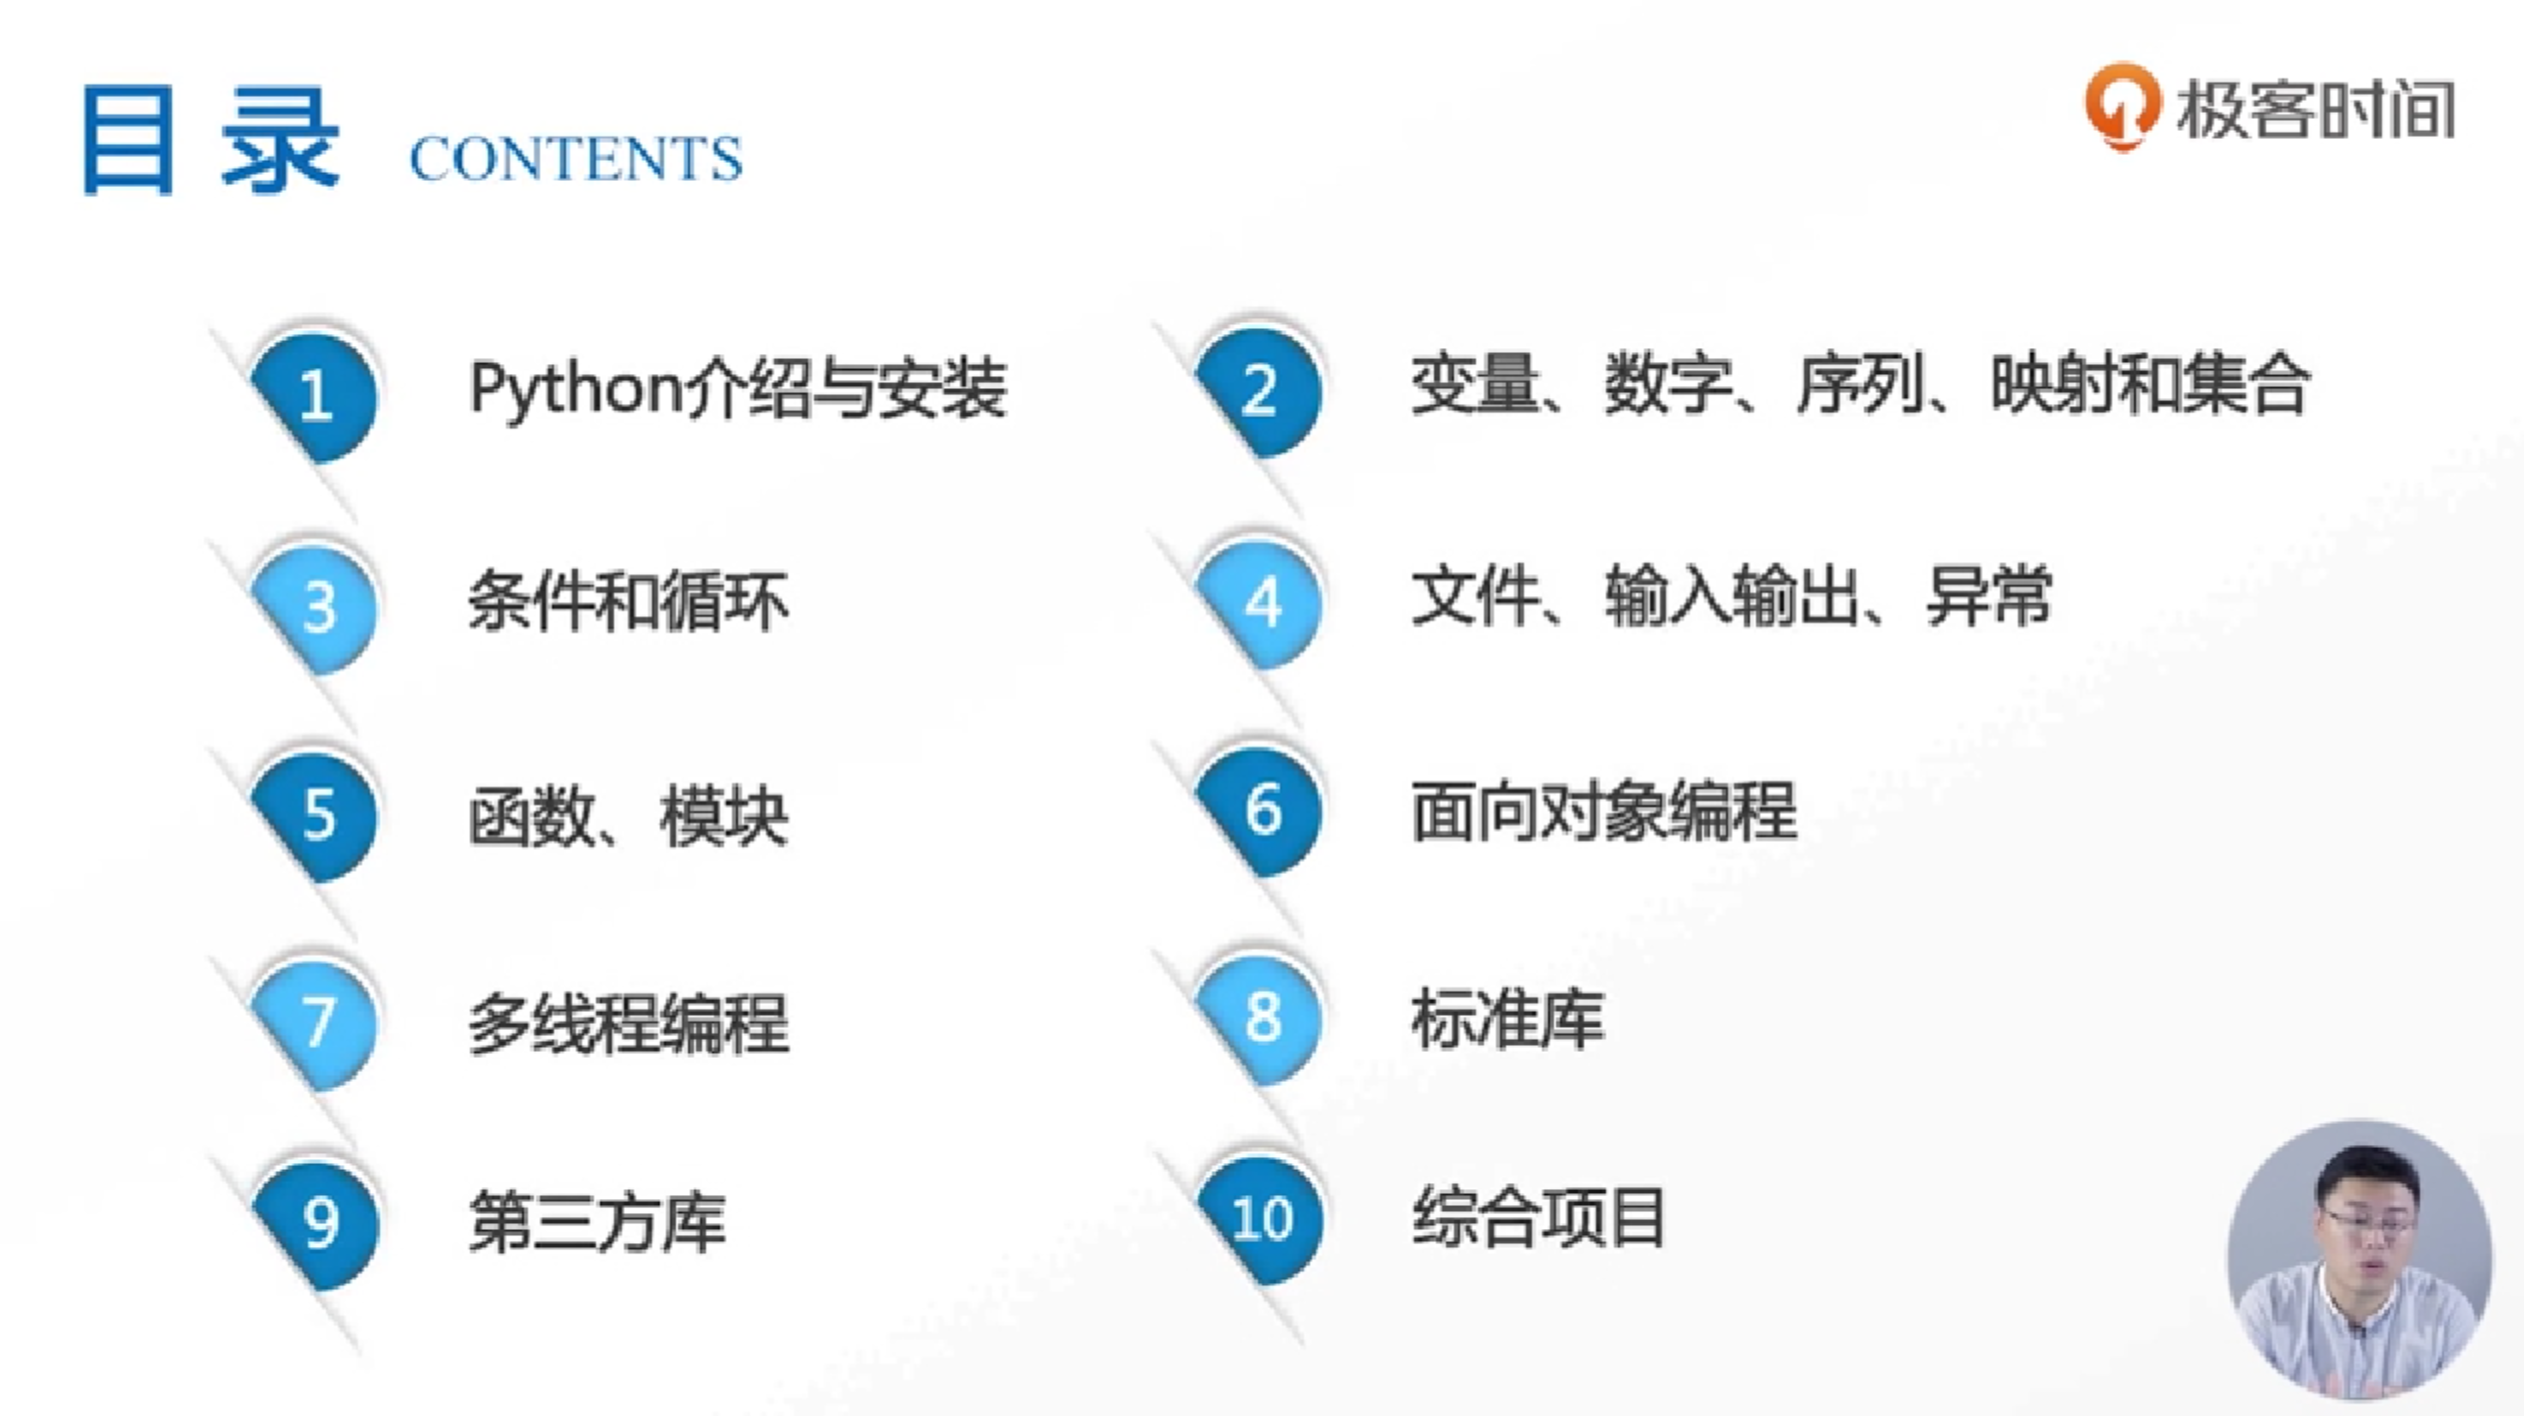 目录 CONTENTS
极客时间
1 Python介绍与安装
2 变量、数字、序列、映射和集合
3 条件和循环
4 文件、输入输出、异常
5 函数、模块
6 面向对象编程
7 多线程编程
8 标准库
9 第三方库
10 综合项目